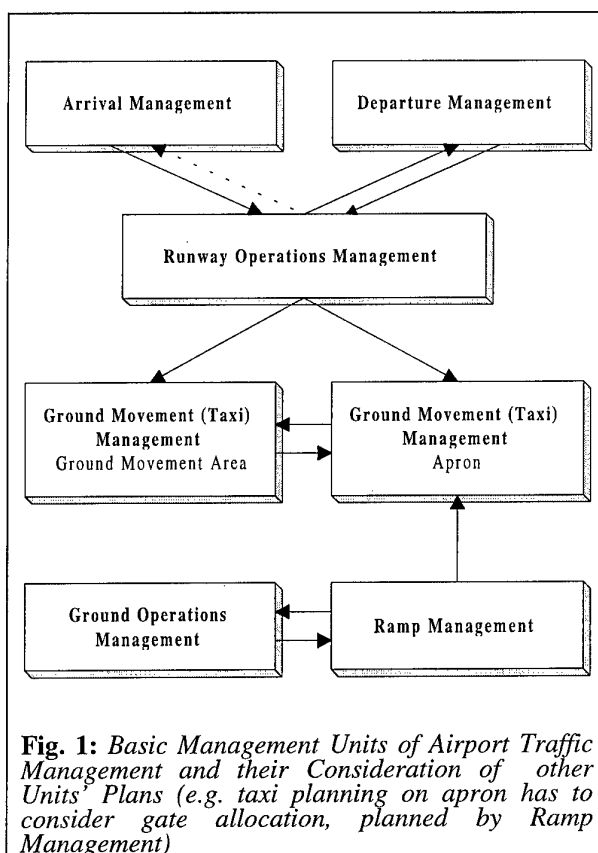 Arrival Management
Departure Management
Runway Operations Management
Ground Movement (Taxi)
Management
Ground Movement Area
Ground Movement (Taxi)
Management
Apron
Ground Operations
Management
Ramp Management
Fig. 1: Basic Management Units of Airport Traffic
Management and their Consideration of other
Units' Plans (e.g. taxi planning on apron has to
consider gate allocation, planned by Ramp
Management)